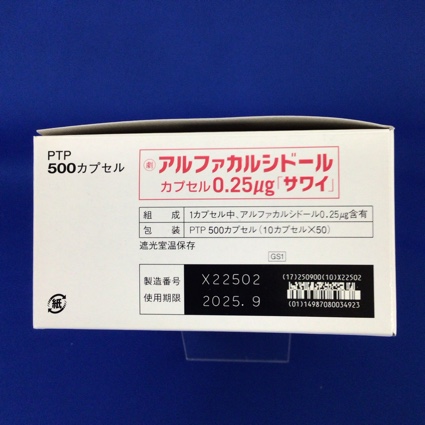 PTP
500カプセル
劇 アルファカルシドール
カプセル0.25μg「サワイ」
組成 1カプセル中、アルファカルシドール0.25μg含有
包装 PTP 500カプセル(10カプセル×50)
遮光室温保存
GS1
製造番号 X22502
使用期限 2025.9
(17)250900(10)X22502
(01)14987080034923
紙